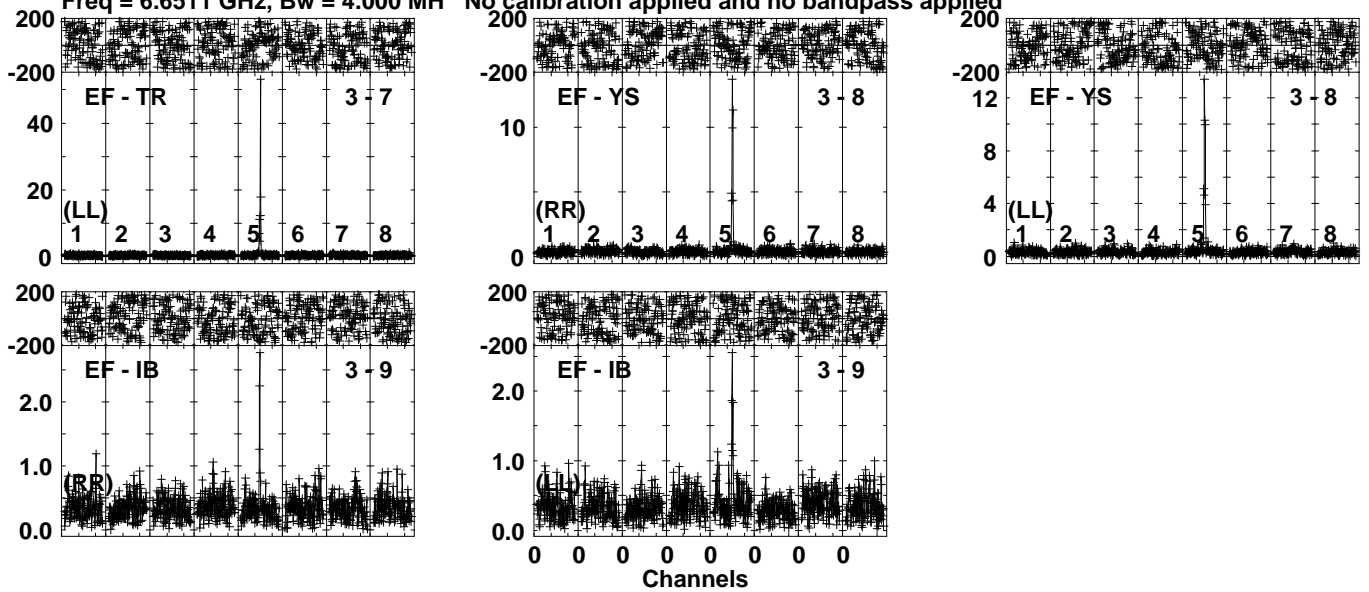 Freq = 6.6511 GHz, Bw = 4.000 MH No calibration applied and no bandpass applied
200
-200
EF - TR 3 - 7
40
20
0
(LL)
1 2 3 4 5 6 7 8
200
-200
EF - YS 3 - 8
10
0
(RR)
1 2 3 4 5 6 7 8
200
-200
EF - YS 3 - 8
12
8
4
0
(LL)
1 2 3 4 5 6 7 8
200
-200
EF - IB 3 - 9
2.0
1.0
0.0
(RR)
200
-200
EF - IB 3 - 9
2.0
1.0
0.0
(LL)
0 0 0 0 0 0 0 0
Channels